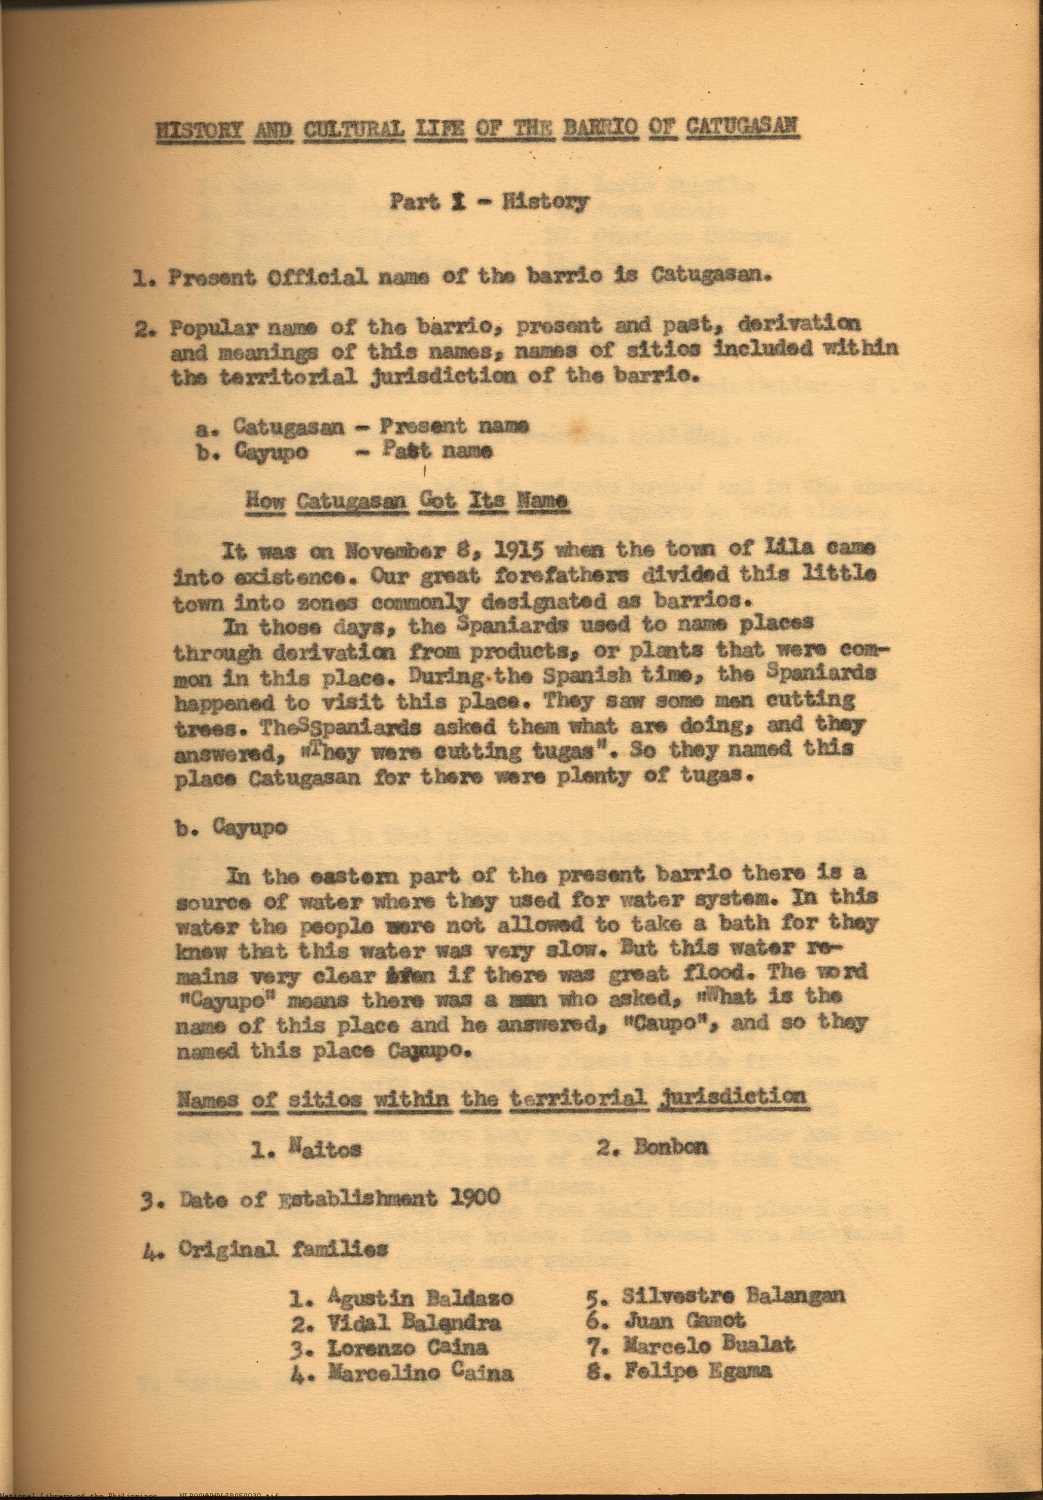 HISTORY AND CULTURAL LIFE OF THE BARRIO OF CATUGASAN
Part I - History
1. Present Official name of the barrio is Catugasan.
2. Popular name of the barrio, present and past, derivation
and meanings of this names, names of sitios included within
the territorial jurisdiction of the barrio.
a. Catugasan - Present name
b. Cayupo - Past name
How Catugasan Got Its Name
It was on November 8, 1915 when the town of Lila came
into existence. Our great forefathers divided this little
town into zones commonly designated as barrios.
In those days, the Spaniards used to name places
through derivation from products, or plants that were com-
mon in this place. During the Spanish time, the Spaniards
happened to visit this place. They saw some men cutting
trees. TheSSpaniards asked them what are doing, and they
answered, "They were cutting tugas". So they named this
place Catugasan for there were plenty of tugas.
b. Cayupo
In the eastern part of the present barrio there is a
source of water where they used for water system. In this
water the people were not allowed to take a bath for they
knew that this water was very slow. But this water re-
mains very clear if there was great flood. The word
"Cayupo" means there was a man who asked, "What is the
name of this place and he answered, "Caupo", and so they
named this place Cayupo.
Names of sitios within the territorial jurisdiction
1. Naitos 2. Bonbon
3. Date of Establishment 1900
4. Original families
1. Agustin Baldazo 5. Silvestre Balangan
2. Vidal Balendra 6. Juan Gamot
3. Lorenzo Caina 7. Marcelo Bualat
4. Marcelino Caina 8. Felipe Egama